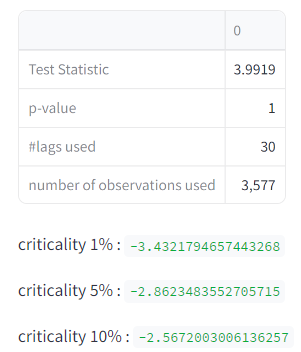 0
Test Statistic 3.9919
p-value 1
#lags used 30
number of observations used 3,577
criticality 1% : -3.4321794657443268
criticality 5% : -2.8623483552705715
criticality 10% : -2.5672003006136257